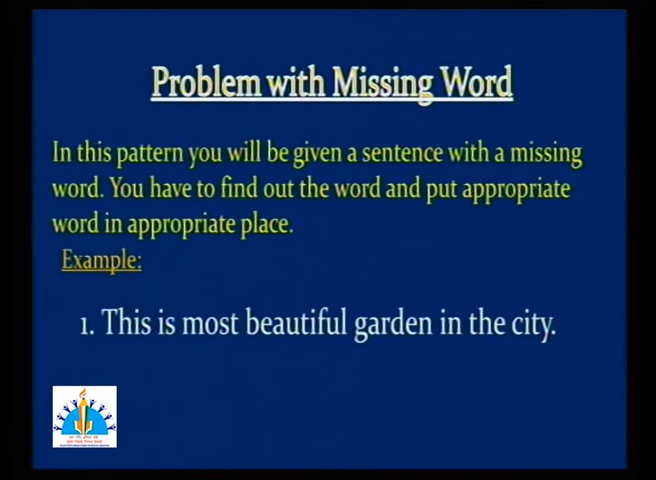 Problem with Missing Word
In this pattern you will be given a sentence with a missing
word. You have to find out the word and put appropriate
word in appropriate place.
Example:
1. This is most beautiful garden in the city.